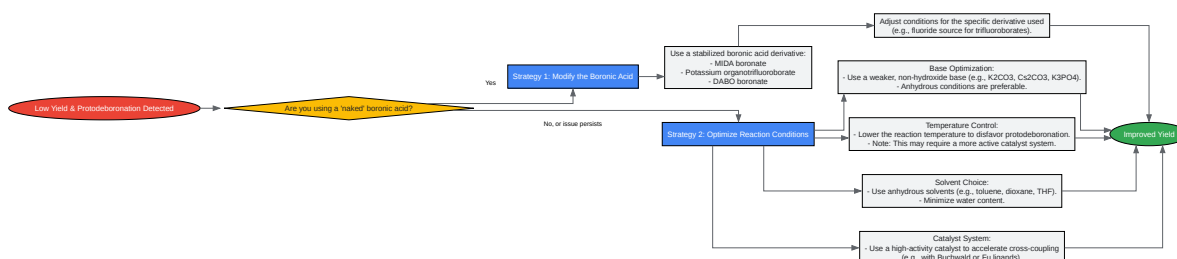 Low Yield & Protodeboronation Detected
Are you using a 'naked' boronic acid?
Yes
No, or issue persists
Strategy 1: Modify the Boronic Acid
Use a stabilized boronic acid derivative:
- MIDA boronate
- Potassium organotrifluoroborate
- DABO boronate
Adjust conditions for the specific derivative used
(e.g., fluoride source for trifluoroborates).
Strategy 2: Optimize Reaction Conditions
Base Optimization:
- Use a weaker, non-hydroxide base (e.g., K2CO3, Cs2CO3, K3PO4).
- Anhydrous conditions are preferable.
Temperature Control:
- Lower the reaction temperature to disfavor protodeboronation.
- Note: This may require a more active catalyst system.
Solvent Choice:
- Use anhydrous solvents (e.g., toluene, dioxane, THF).
- Minimize water content.
Catalyst System:
- Use a high-activity catalyst to accelerate cross-coupling
(e.g., with Buchwald or Fu ligands).
Improved Yield